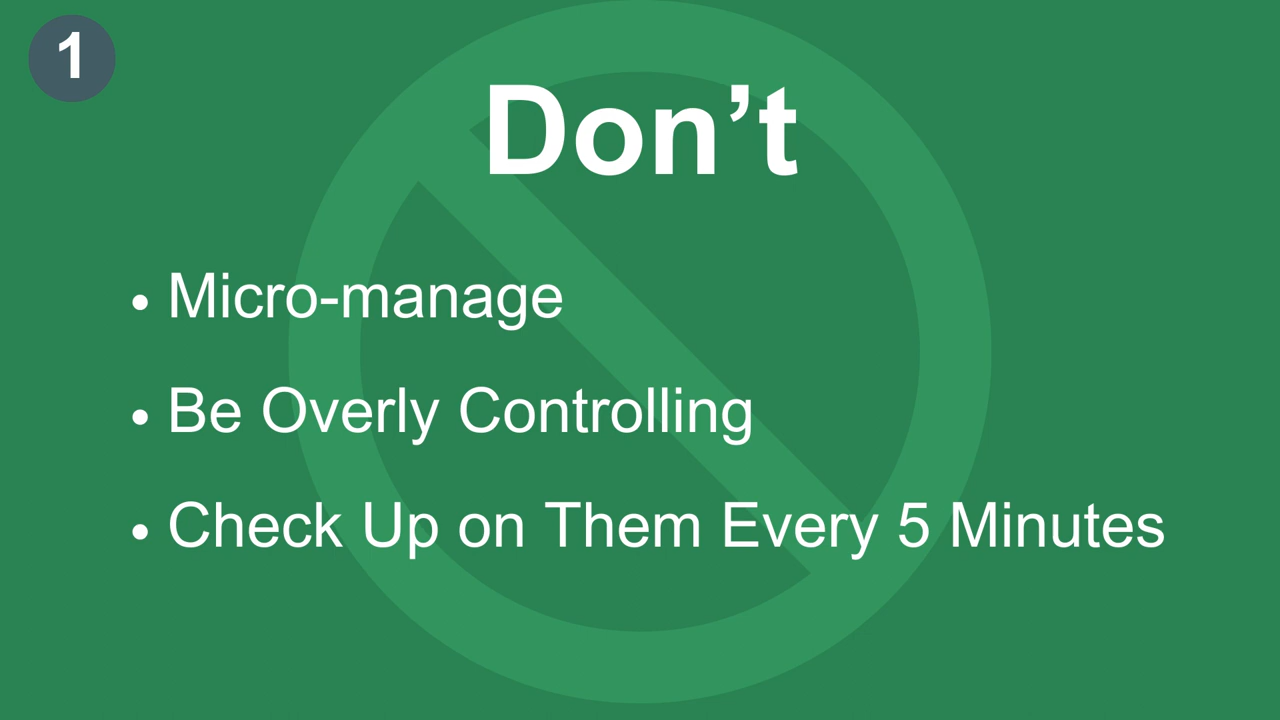 1
Don’t
• Micro-manage
• Be Overly Controlling
• Check Up on Them Every 5 Minutes